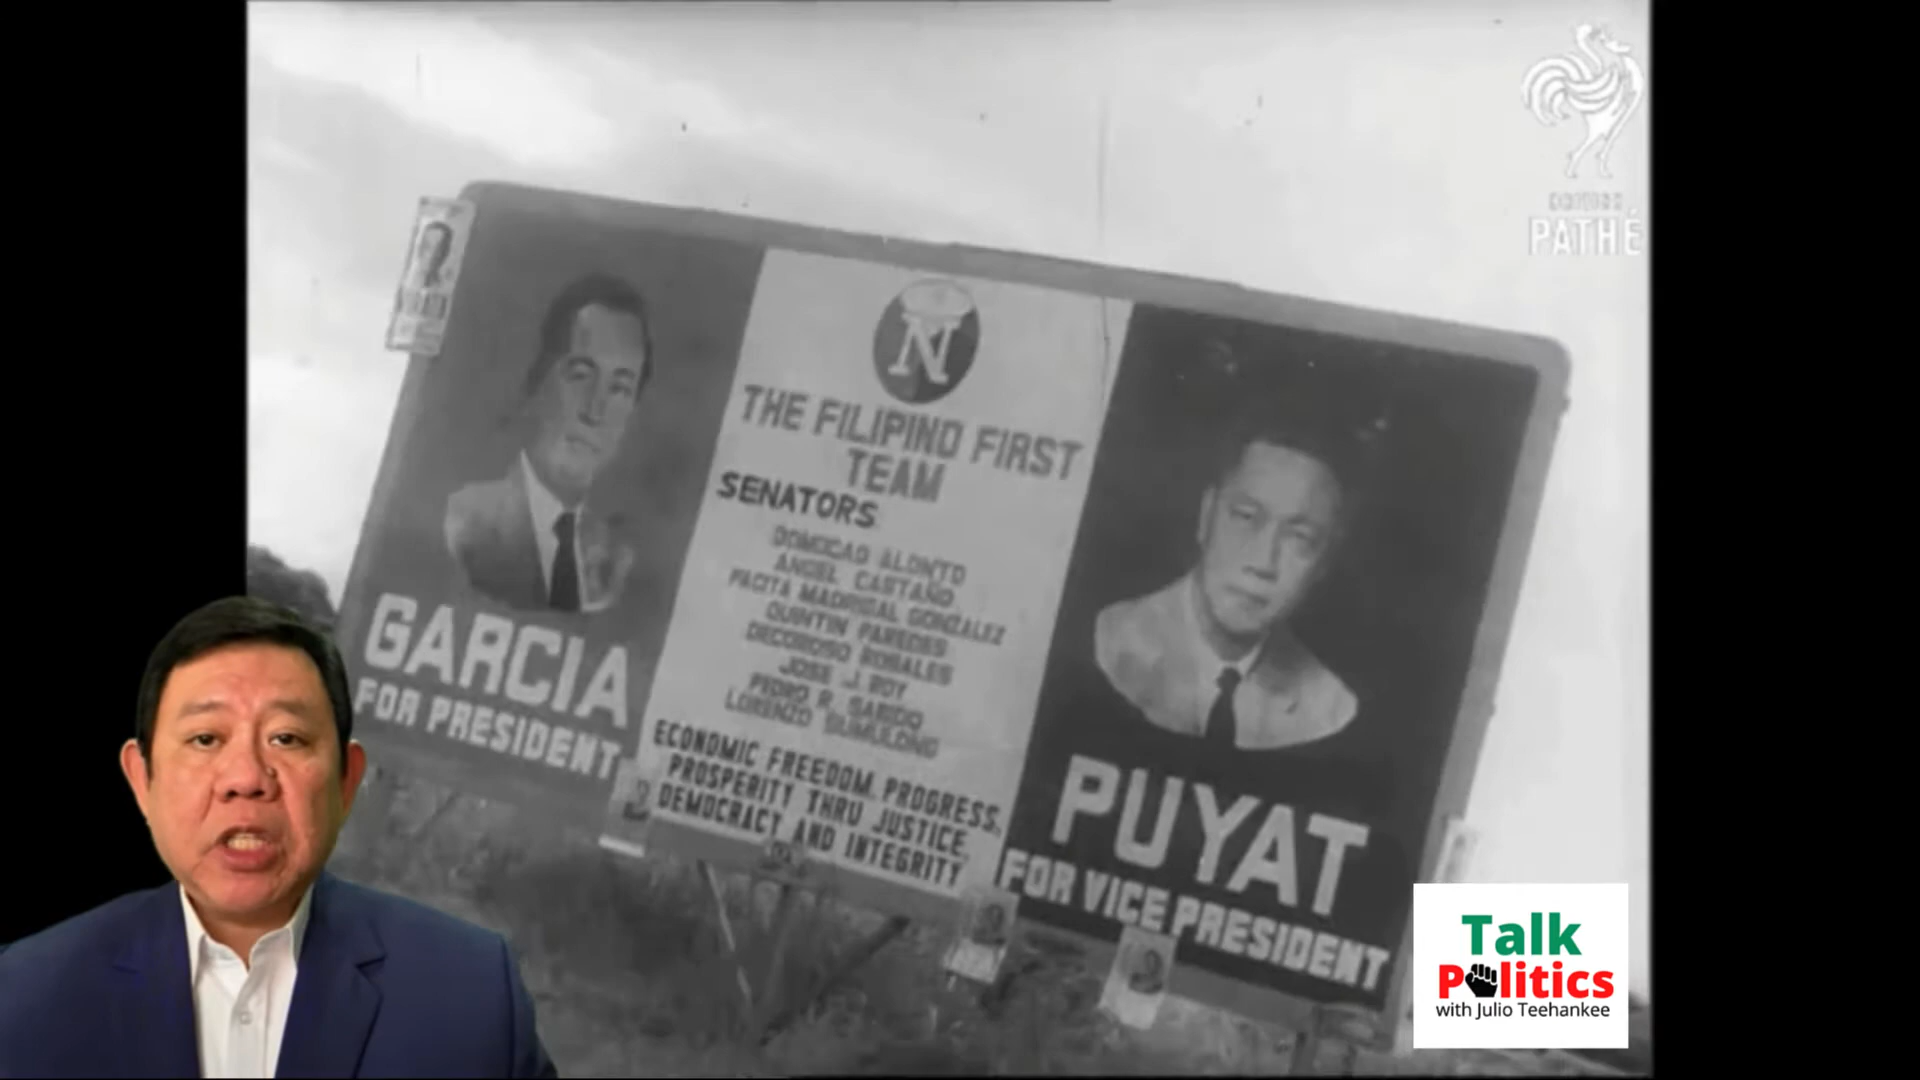 BRITISH
PATHÉ
N
THE FILIPINO FIRST
TEAM
SENATORS
DOMOCAO ALONTO
ANGEL CASTAÑO
PACITA MADRIGAL GONZALEZ
QUINTIN PAREDES
DECOROSO ROSALES
JOSE J. ROY
PEDRO R. SABIDO
LORENZO SUMULONG
ECONOMIC FREEDOM, PROGRESS,
PROSPERITY THRU JUSTICE,
DEMOCRACY AND INTEGRITY
GARCIA
FOR PRESIDENT
PUYAT
FOR VICE PRESIDENT
Talk
Politics
with Julio Teehankee